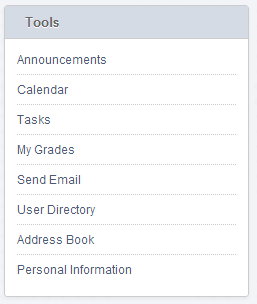 Tools
Announcements
Calendar
Tasks
My Grades
Send Email
User Directory
Address Book
Personal Information